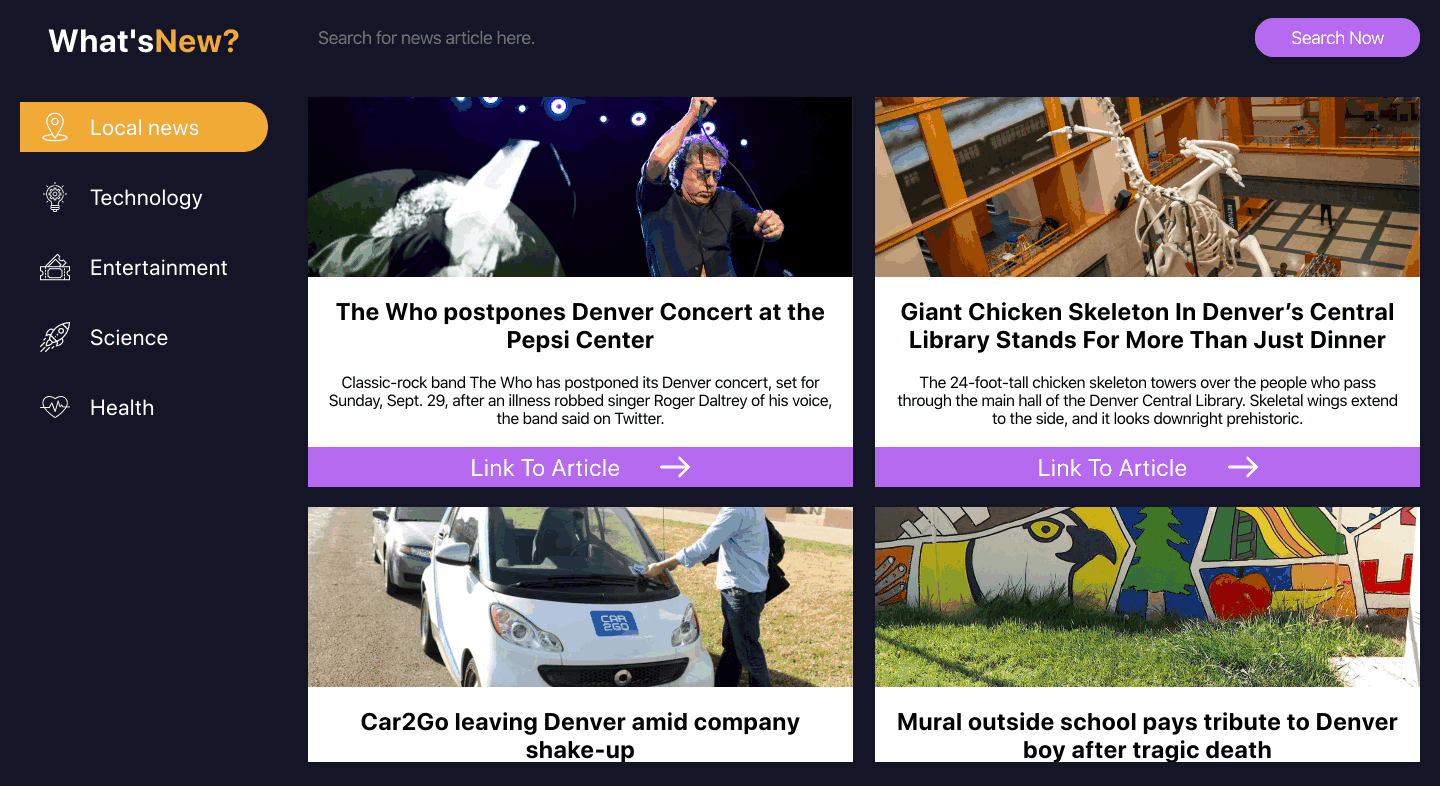 What'sNew?
Search for news article here.
Search Now
Local news
Technology
Entertainment
Science
Health
The Who postpones Denver Concert at the
Pepsi Center
Classic-rock band The Who has postponed its Denver concert, set for
Sunday, Sept. 29, after an illness robbed singer Roger Daltrey of his voice,
the band said on Twitter.
Link To Article
Giant Chicken Skeleton In Denver’s Central
Library Stands For More Than Just Dinner
The 24-foot-tall chicken skeleton towers over the people who pass
through the main hall of the Denver Central Library. Skeletal wings extend
to the side, and it looks downright prehistoric.
Link To Article
CAR
2GO
Car2Go leaving Denver amid company
shake-up
Mural outside school pays tribute to Denver
boy after tragic death